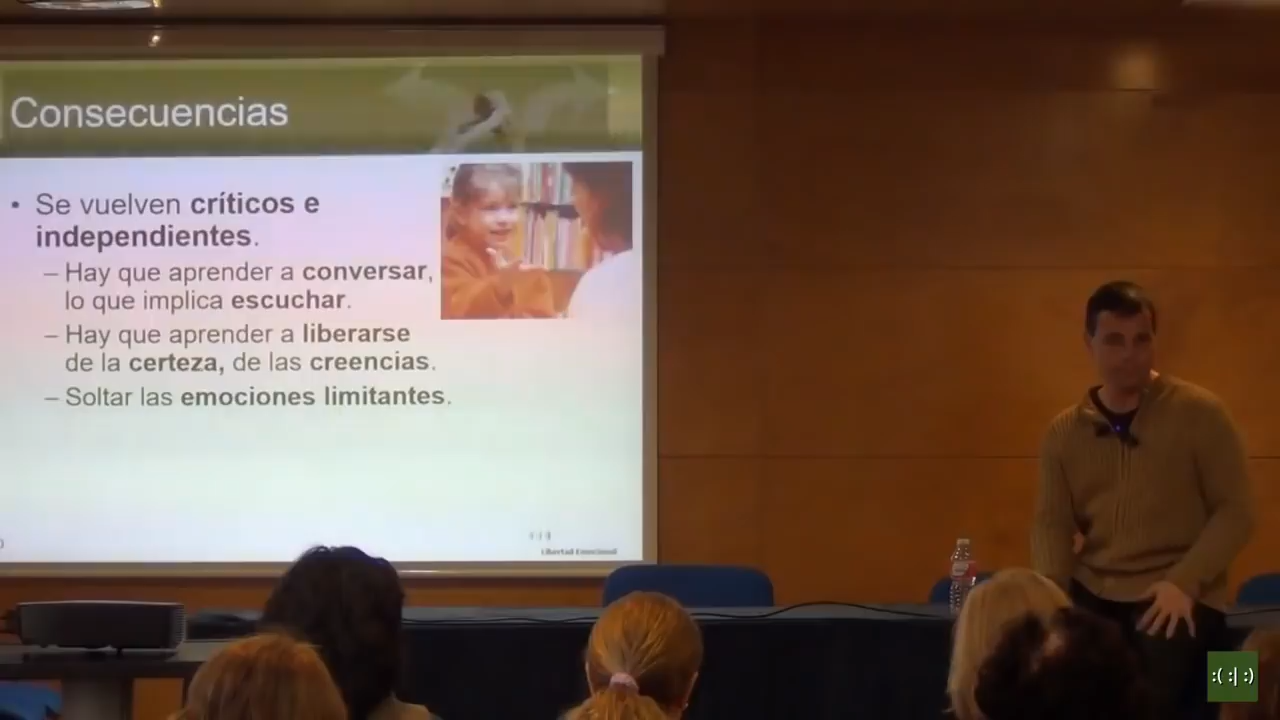 Consecuencias
• Se vuelven críticos e
independientes.
– Hay que aprender a conversar,
lo que implica escuchar.
– Hay que aprender a liberarse
de la certeza, de las creencias.
– Soltar las emociones limitantes.
Libertad Emocional
:( :| :)